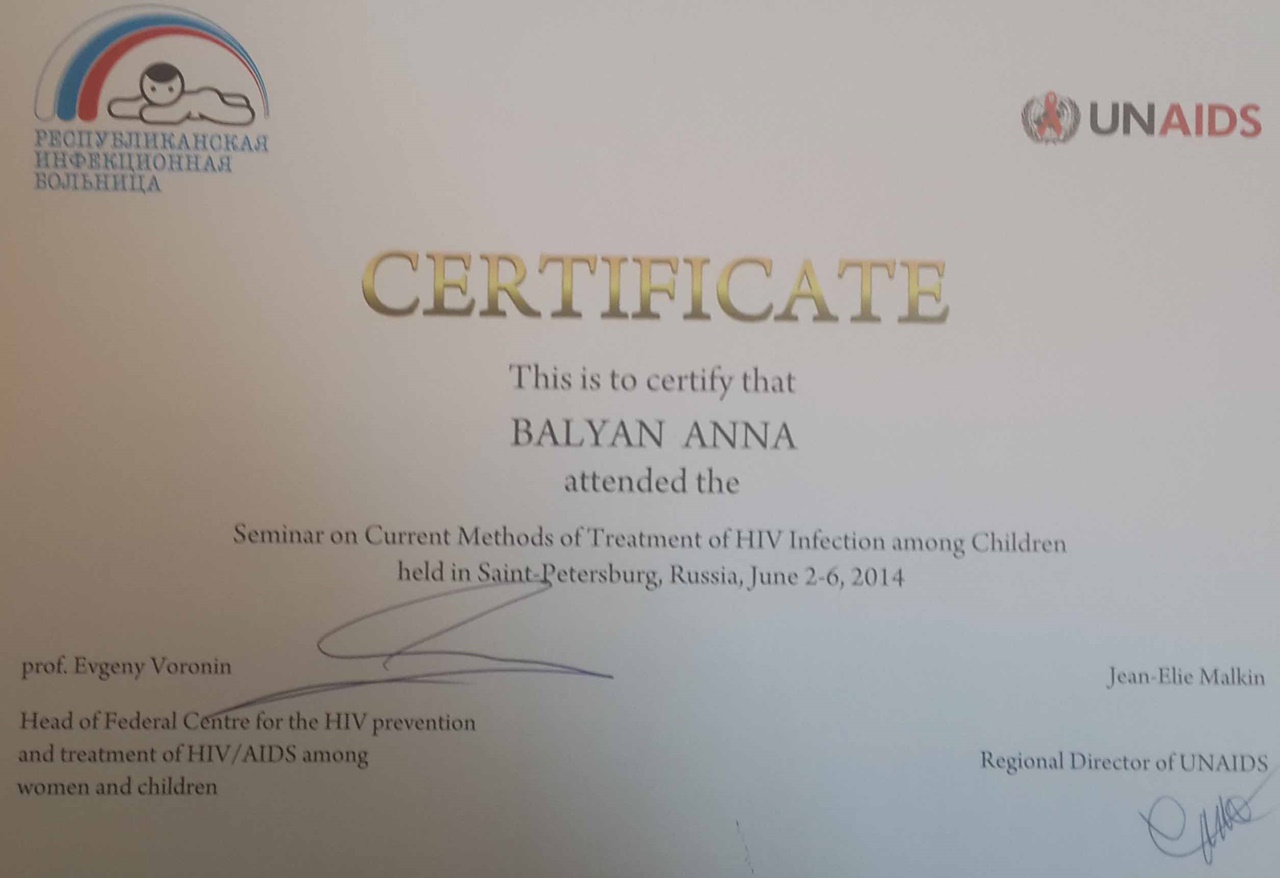 РЕСПУБЛИКАНСКАЯ
ИНФЕКЦИОННАЯ
БОЛЬНИЦА
UNAIDS
CERTIFICATE
This is to certify that
BALYAN ANNA
attended the
Seminar on Current Methods of Treatment of HIV Infection among Children
held in Saint-Petersburg, Russia, June 2-6, 2014
prof. Evgeny Voronin
Head of Federal Centre for the HIV prevention
and treatment of HIV/AIDS among
women and children
Jean-Elie Malkin
Regional Director of UNAIDS